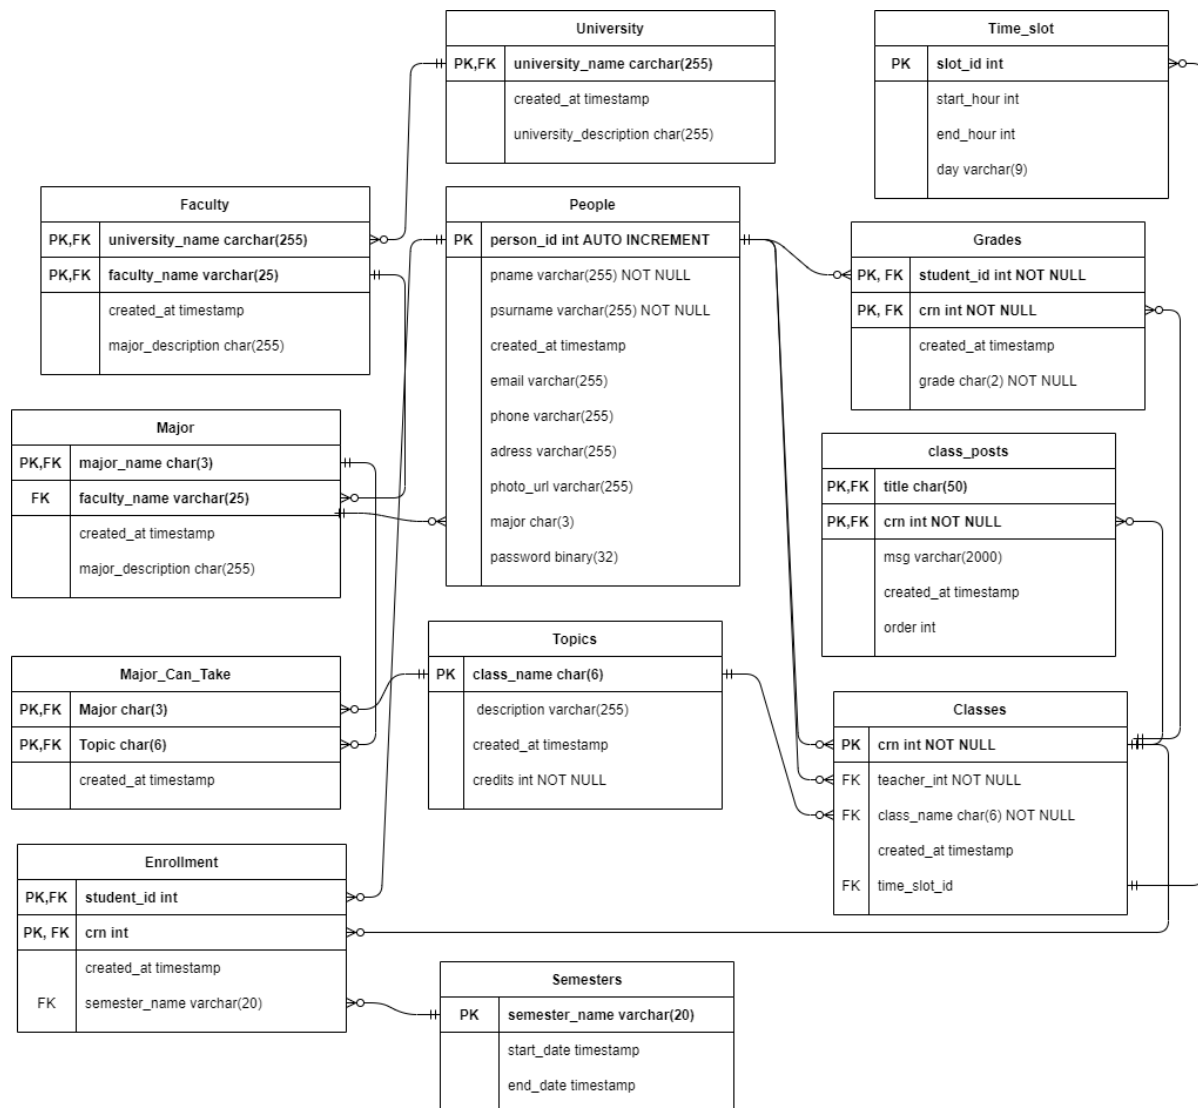 University
PK,FK university_name carchar(255)
created_at timestamp
university_description char(255)
Time_slot
PK slot_id int
start_hour int
end_hour int
day varchar(9)
Faculty
PK,FK university_name carchar(255)
PK,FK faculty_name varchar(25)
created_at timestamp
major_description char(255)
People
PK person_id int AUTO INCREMENT
pname varchar(255) NOT NULL
psurname varchar(255) NOT NULL
created_at timestamp
email varchar(255)
phone varchar(255)
adress varchar(255)
photo_url varchar(255)
major char(3)
password binary(32)
Grades
PK, FK student_id int NOT NULL
PK, FK crn int NOT NULL
created_at timestamp
grade char(2) NOT NULL
Major
PK,FK major_name char(3)
FK faculty_name varchar(25)
created_at timestamp
major_description char(255)
class_posts
PK,FK title char(50)
PK,FK crn int NOT NULL
msg varchar(2000)
created_at timestamp
order int
Major_Can_Take
PK,FK Major char(3)
PK,FK Topic char(6)
created_at timestamp
Topics
PK class_name char(6)
description varchar(255)
created_at timestamp
credits int NOT NULL
Classes
PK crn int NOT NULL
FK teacher_int NOT NULL
FK class_name char(6) NOT NULL
created_at timestamp
FK time_slot_id
Enrollment
PK,FK student_id int
PK, FK crn int
created_at timestamp
FK semester_name varchar(20)
Semesters
PK semester_name varchar(20)
start_date timestamp
end_date timestamp